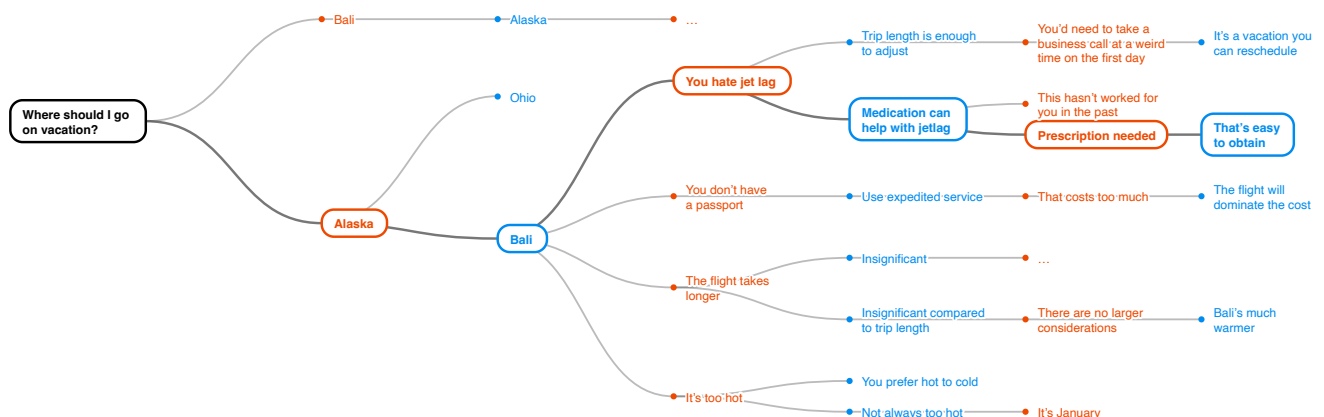 Where should I go
on vacation?
Bali
Alaska
…
Alaska
Ohio
Bali
You hate jet lag
Trip length is enough
to adjust
You'd need to take a
business call at a weird
time on the first day
It's a vacation you
can reschedule
Medication can
help with jetlag
This hasn't worked for
you in the past
Prescription needed
That's easy
to obtain
You don't have
a passport
Use expedited service
That costs too much
The flight will
dominate the cost
The flight takes
longer
Insignificant
…
Insignificant compared
to trip length
There are no larger
considerations
Bali's much
warmer
It's too hot
You prefer hot to cold
Not always too hot
It's January